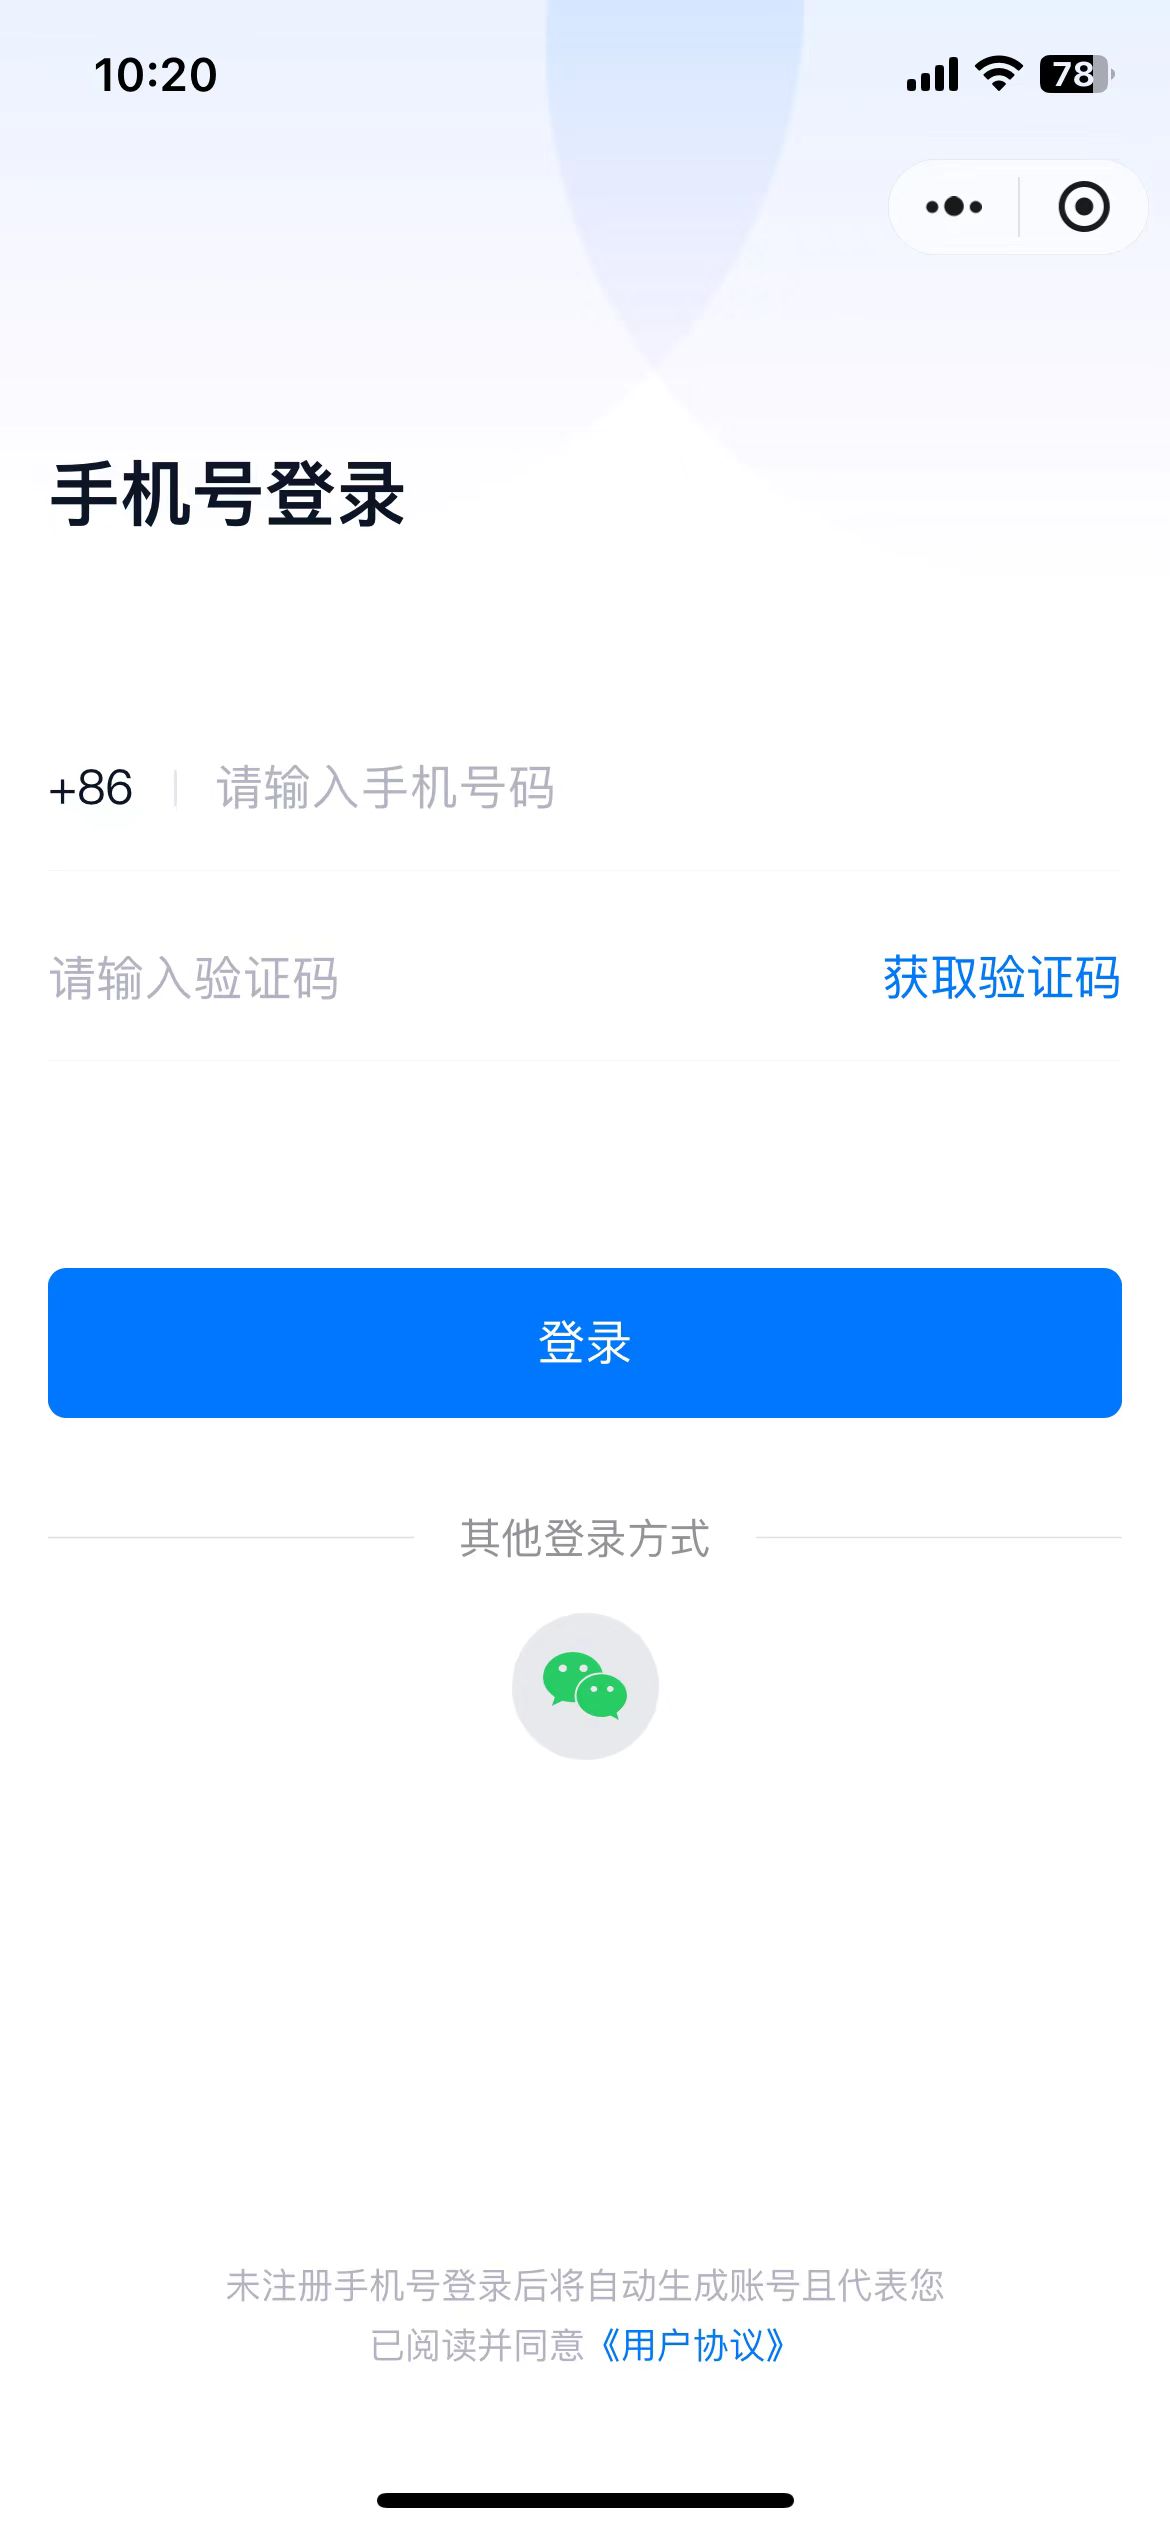 10:20
78
手机号登录
+86
请输入手机号码
请输入验证码
获取验证码
登录
其他登录方式
未注册手机号登录后将自动生成账号且代表您
已阅读并同意《用户协议》